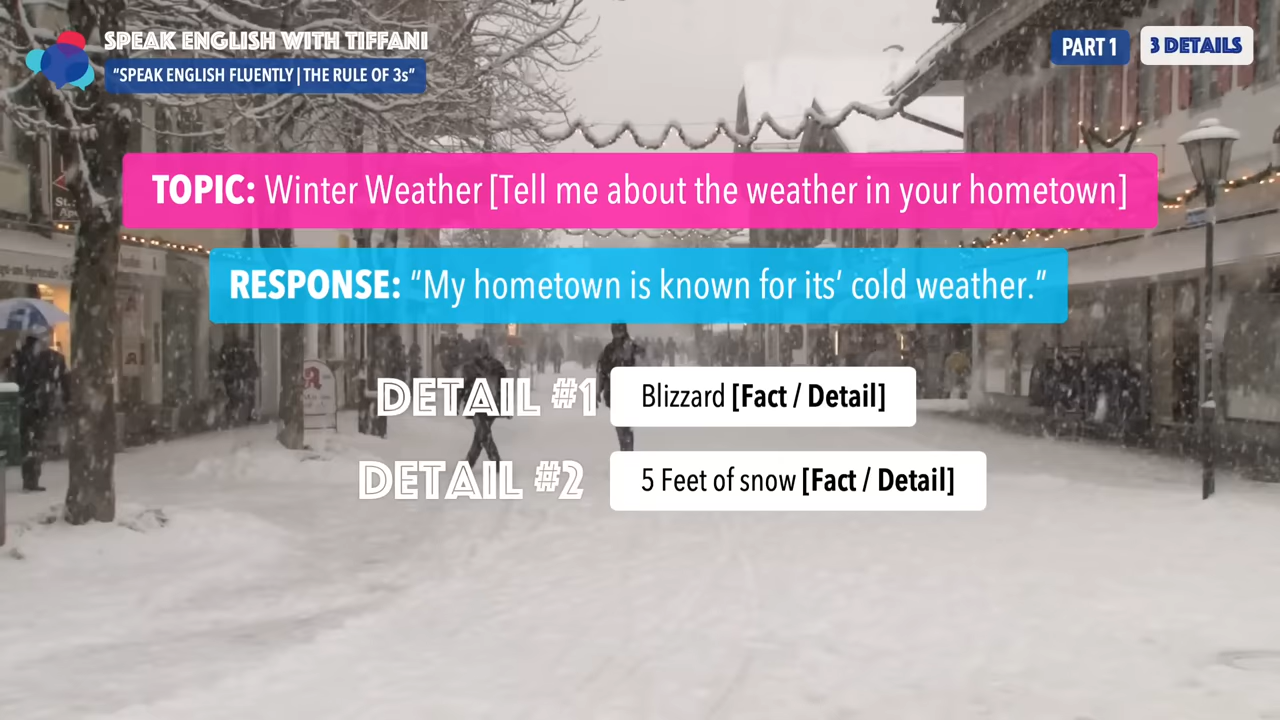 SPEAK ENGLISH WITH TIFFANI
“SPEAK ENGLISH FLUENTLY | THE RULE OF 3s”
PART 1
3 DETAILS
TOPIC: Winter Weather [Tell me about the weather in your hometown]
RESPONSE: “My hometown is known for its’ cold weather.”
DETAIL #1
Blizzard [Fact / Detail]
DETAIL #2
5 Feet of snow [Fact / Detail]